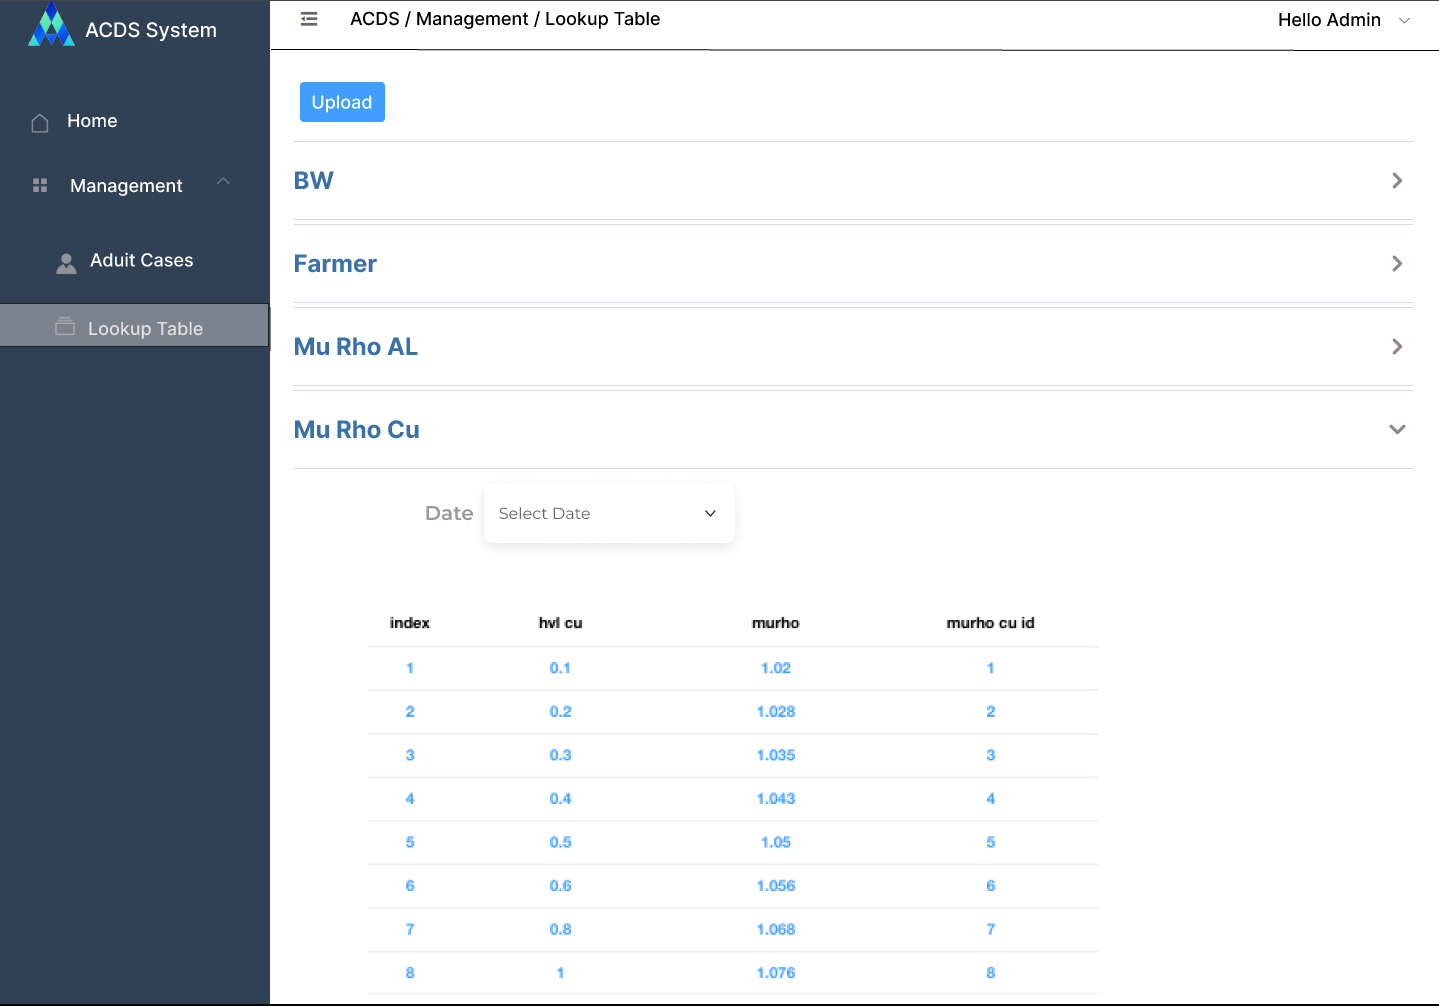 ACDS System
ACDS / Management / Lookup Table
Hello Admin
Home
Management
Aduit Cases
Lookup Table
Upload
BW
Farmer
Mu Rho AL
Mu Rho Cu
Date
Select Date
index hvl cu murho murho cu id
1 0.1 1.02 1
2 0.2 1.028 2
3 0.3 1.035 3
4 0.4 1.043 4
5 0.5 1.05 5
6 0.6 1.056 6
7 0.8 1.068 7
8 1 1.076 8